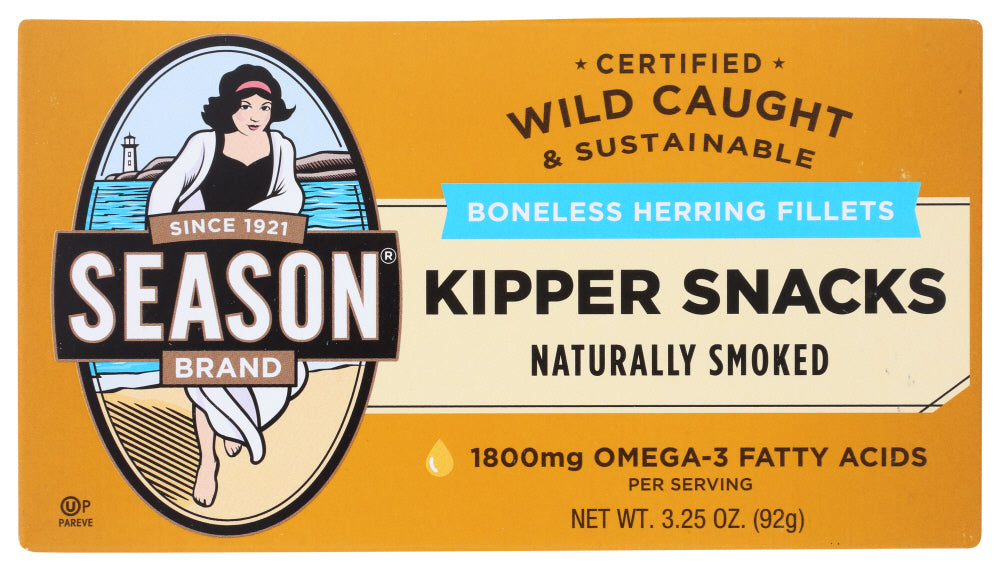 ★ CERTIFIED ★
WILD CAUGHT
& SUSTAINABLE
BONELESS HERRING FILLETS
SINCE 1921
SEASON®
BRAND
KIPPER SNACKS
NATURALLY SMOKED
1800mg OMEGA-3 FATTY ACIDS
PER SERVING
NET WT. 3.25 OZ. (92g)
Ⓤ P
PAREVE